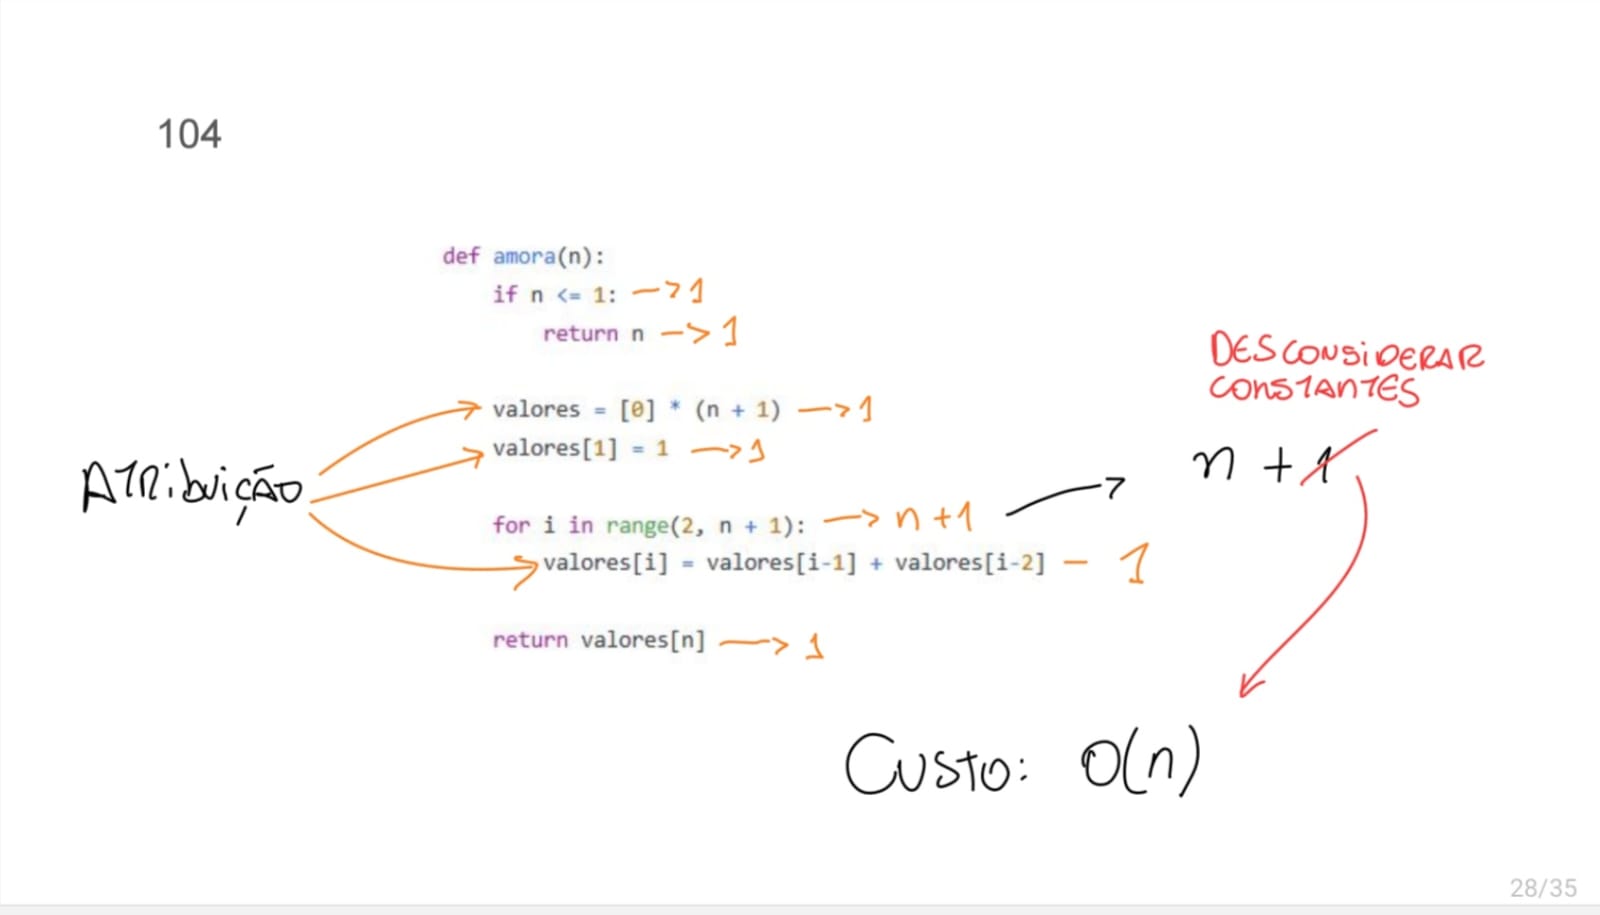 104
def amora(n):
if n <= 1: —>1
return n —>1
DESCONSIDERAR
CONSTANTES
valores = [0] * (n + 1) —>1
valores[1] = 1 —>1
n + 1
ATRibuiÇÃO
for i in range(2, n + 1): —> n+1
valores[i] = valores[i-1] + valores[i-2] — 1
return valores[n] —> 1
Custo: O(n)
28/35